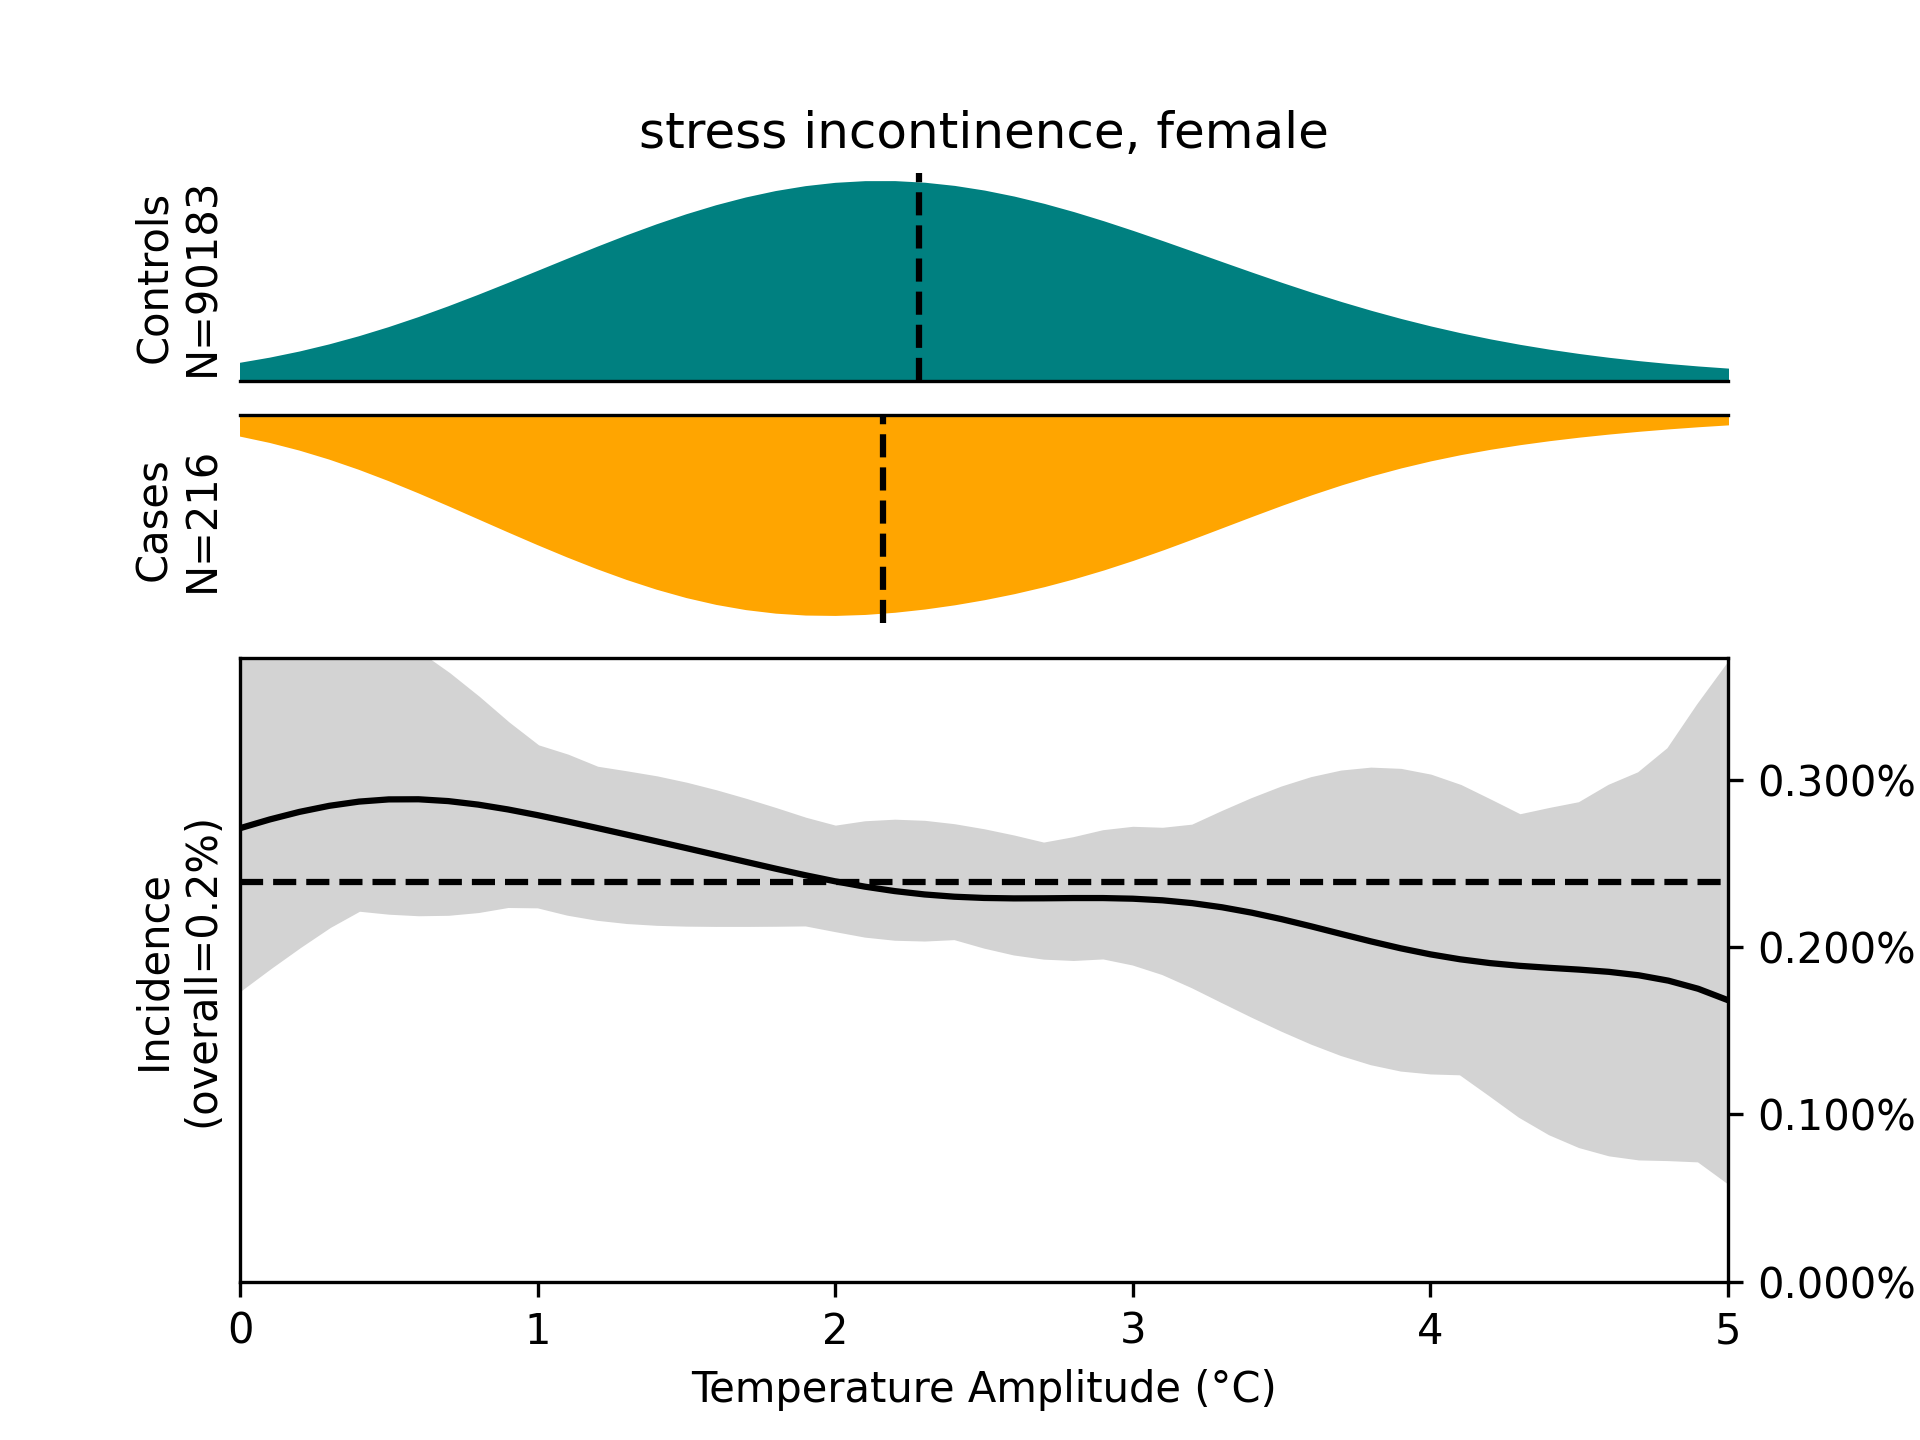 stress incontinence, female
Controls
N=90183
Cases
N=216
Incidence
(overall=0.2%)
0.300%
0.200%
0.100%
0.000%
0 1 2 3 4 5
Temperature Amplitude (°C)